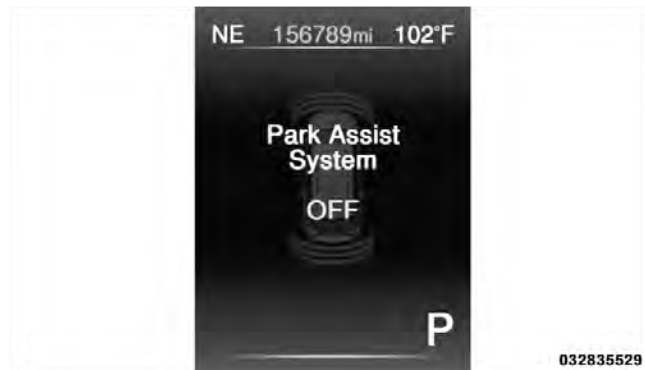 NE 156789mi 102°F
Park Assist
System
OFF
P
032835529